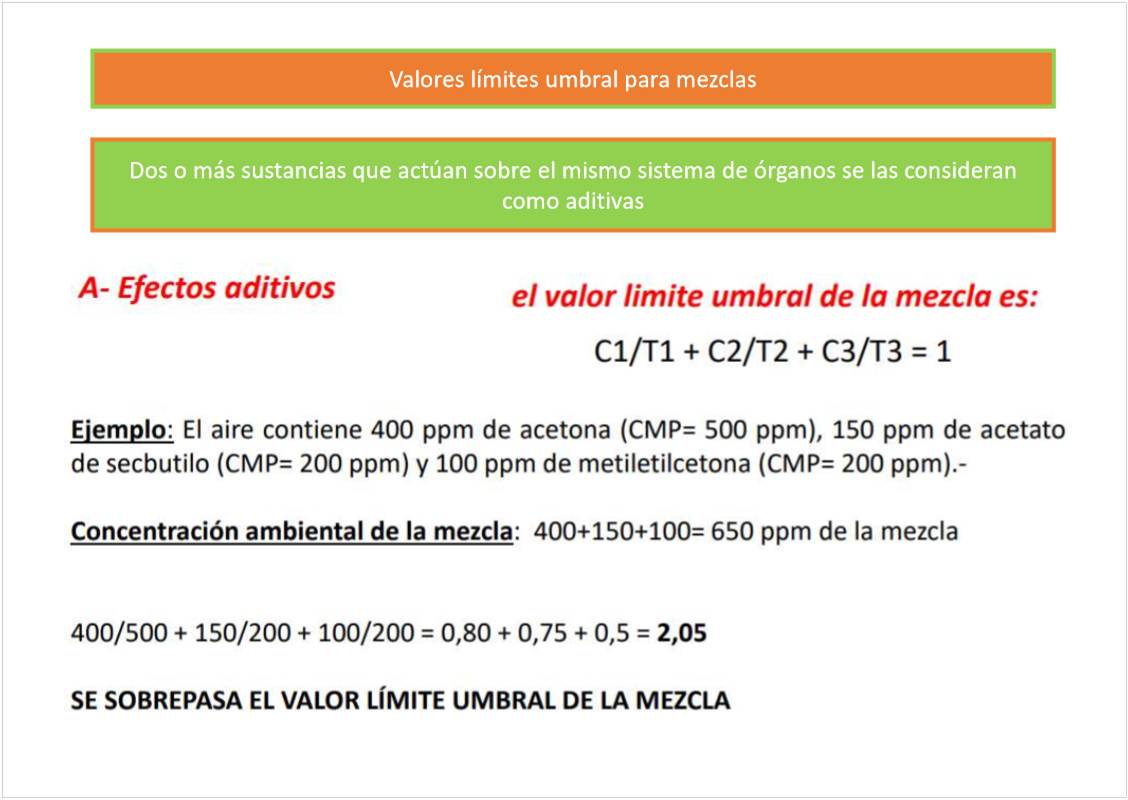 Valores límites umbral para mezclas
Dos o más sustancias que actúan sobre el mismo sistema de órganos se las consideran
como aditivas
A- Efectos aditivos
el valor limite umbral de la mezcla es:
C1/T1 + C2/T2 + C3/T3 = 1
Ejemplo: El aire contiene 400 ppm de acetona (CMP= 500 ppm), 150 ppm de acetato
de secbutilo (CMP= 200 ppm) y 100 ppm de metiletilcetona (CMP= 200 ppm).-
Concentración ambiental de la mezcla: 400+150+100= 650 ppm de la mezcla
400/500 + 150/200 + 100/200 = 0,80 + 0,75 + 0,5 = 2,05
SE SOBREPASA EL VALOR LÍMITE UMBRAL DE LA MEZCLA